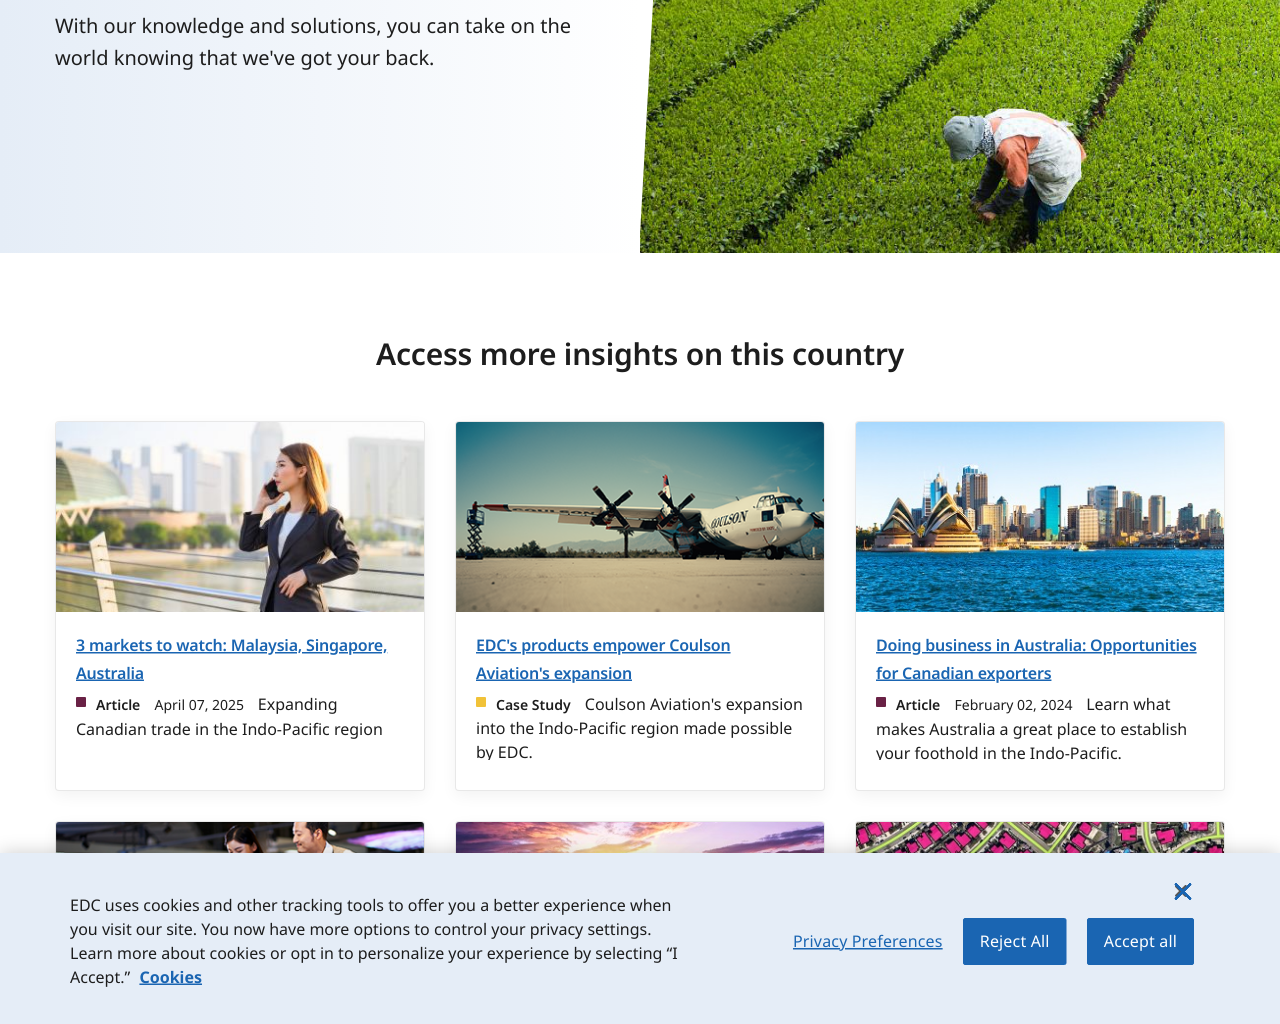 With our knowledge and solutions, you can take on the
world knowing that we've got your back.
Access more insights on this country
3 markets to watch: Malaysia, Singapore,
Australia
Article April 07, 2025 Expanding
Canadian trade in the Indo-Pacific region
COULSON
EDC's products empower Coulson
Aviation's expansion
Case Study Coulson Aviation's expansion
into the Indo-Pacific region made possible
by EDC.
Doing business in Australia: Opportunities
for Canadian exporters
Article February 02, 2024 Learn what
makes Australia a great place to establish
your foothold in the Indo-Pacific.
EDC uses cookies and other tracking tools to offer you a better experience when
you visit our site. You now have more options to control your privacy settings.
Learn more about cookies or opt in to personalize your experience by selecting “I
Accept.” Cookies
Privacy Preferences
Reject All
Accept all